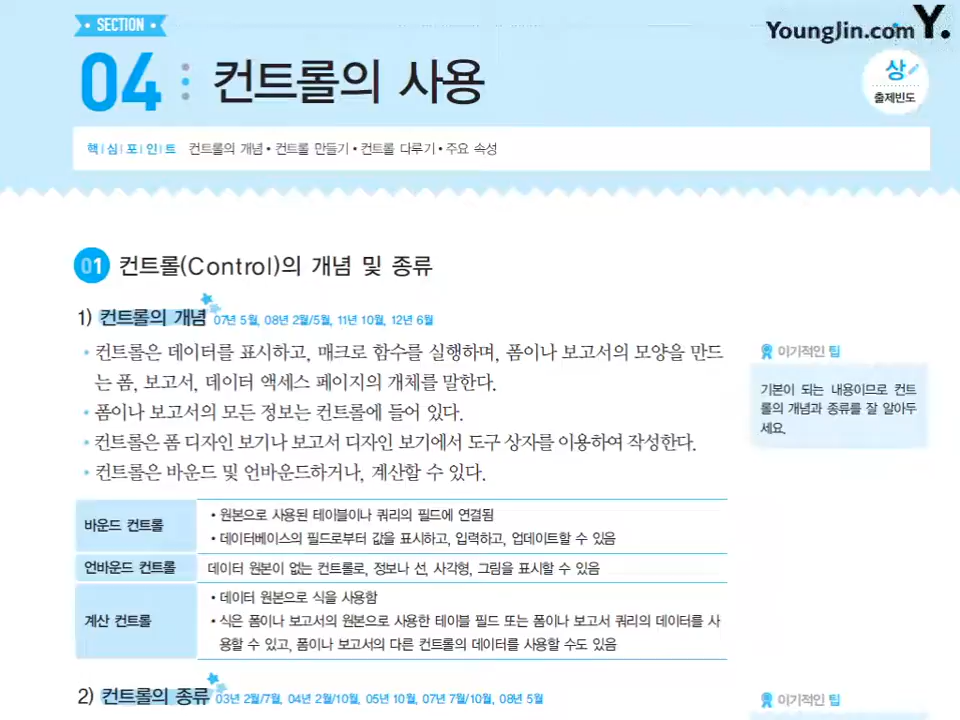 SECTION
YoungJin.com Y.
04 : 컨트롤의 사용
상
출제빈도
핵심포인트 컨트롤의 개념 • 컨트롤 만들기 • 컨트롤 다루기 • 주요 속성
01 컨트롤(Control)의 개념 및 종류
1) 컨트롤의 개념 07년 5월, 08년 2월/5월, 11년 10월, 12년 6월
• 컨트롤은 데이터를 표시하고, 매크로 함수를 실행하며, 폼이나 보고서의 모양을 만드
는 폼, 보고서, 데이터 액세스 페이지의 개체를 말한다.
• 폼이나 보고서의 모든 정보는 컨트롤에 들어 있다.
• 컨트롤은 폼 디자인 보기나 보고서 디자인 보기에서 도구 상자를 이용하여 작성한다.
• 컨트롤은 바운드 및 언바운드하거나, 계산할 수 있다.
이기적인 팁
기본이 되는 내용이므로 컨트
롤의 개념과 종류를 잘 알아두
세요.
바운드 컨트롤
• 원본으로 사용된 테이블이나 쿼리의 필드에 연결됨
• 데이터베이스의 필드로부터 값을 표시하고, 입력하고, 업데이트할 수 있음
언바운드 컨트롤
데이터 원본이 없는 컨트롤로, 정보나 선, 사각형, 그림을 표시할 수 있음
계산 컨트롤
• 데이터 원본으로 식을 사용함
• 식은 폼이나 보고서의 원본으로 사용한 테이블 필드 또는 폼이나 보고서 쿼리의 데이터를 사
용할 수 있고, 폼이나 보고서의 다른 컨트롤의 데이터를 사용할 수도 있음
2) 컨트롤의 종류 03년 2월/7월, 04년 2월/10월, 05년 10월, 07년 7월/10월, 08년 5월
이기적인 팁